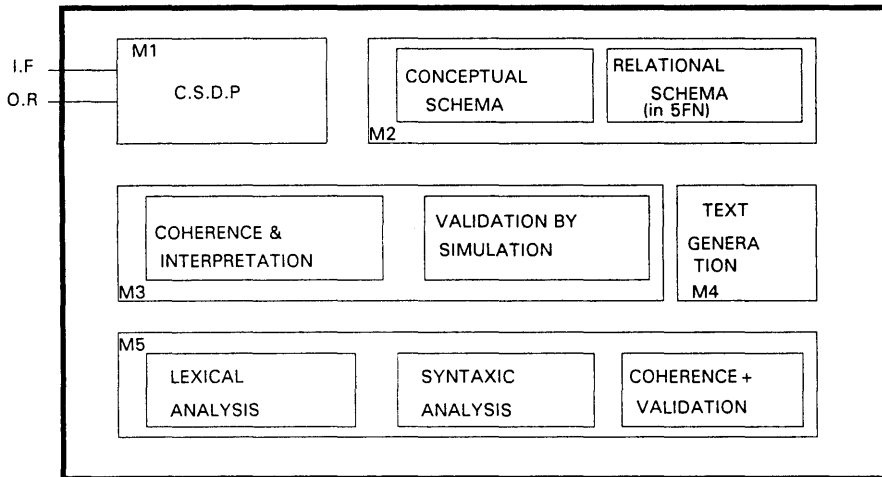 I.F
O.R
M1
C.S.D.P
CONCEPTUAL
SCHEMA
RELATIONAL
SCHEMA
(in 5FN)
M2
COHERENCE &
INTERPRETATION
VALIDATION BY
SIMULATION
M3
TEXT
GENERA
TION
M4
M5
LEXICAL
ANALYSIS
SYNTAXIC
ANALYSIS
COHERENCE +
VALIDATION